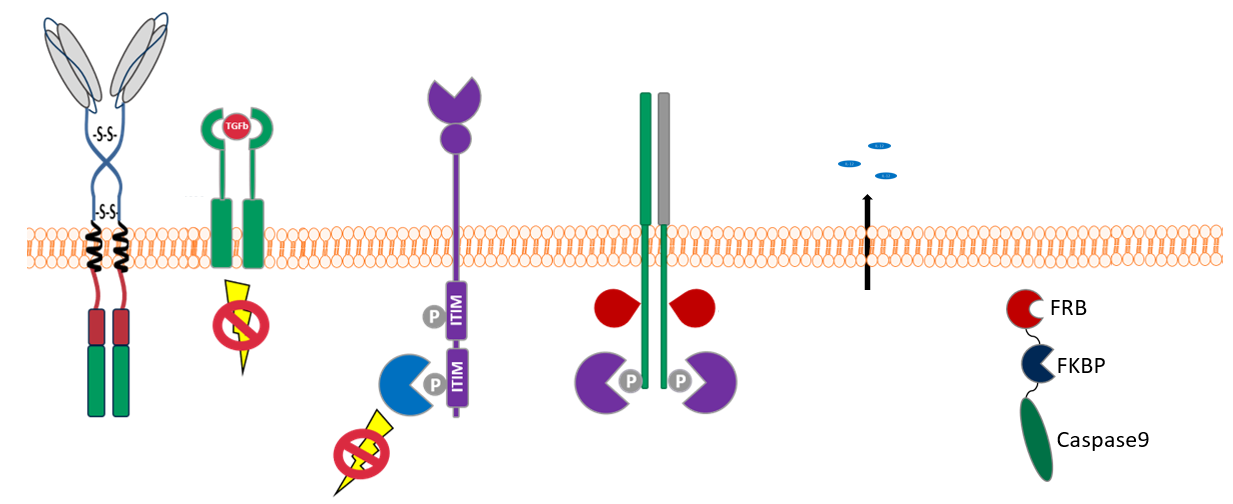 -S-S-
-S-S-
TGFb
P
ITIM
P
ITIM
P
P
FRB
FKBP
Caspase9